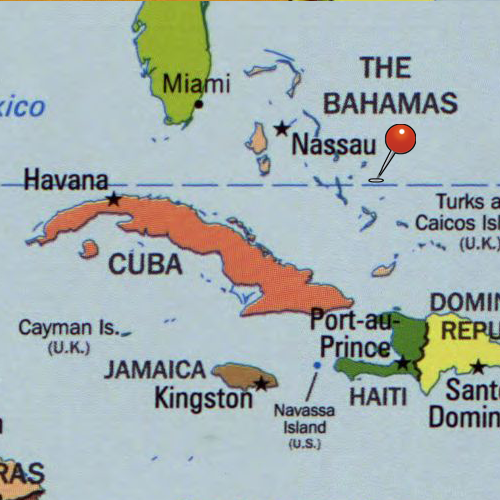 Miami
THE
BAHAMAS
xico
Nassau
Havana
Turks a
Caicos Isl
(U.K.)
CUBA
DOMIN
REPU
Port-au-
Prince
Cayman Is.
(U.K.)
JAMAICA
Kingston
HAITI
Navassa
Island
(U.S.)
Sant
Domin
RAS